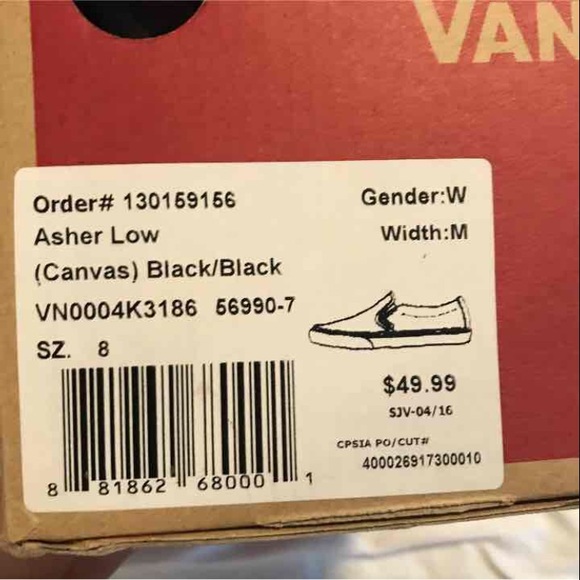 VAN
Order# 130159156
Gender:W
Asher Low
Width:M
(Canvas) Black/Black
VN0004K3186 56990-7
SZ. 8
$49.99
SJV-04/16
CPSIA PO/CUT#
400026917300010
8 81862 68000 1